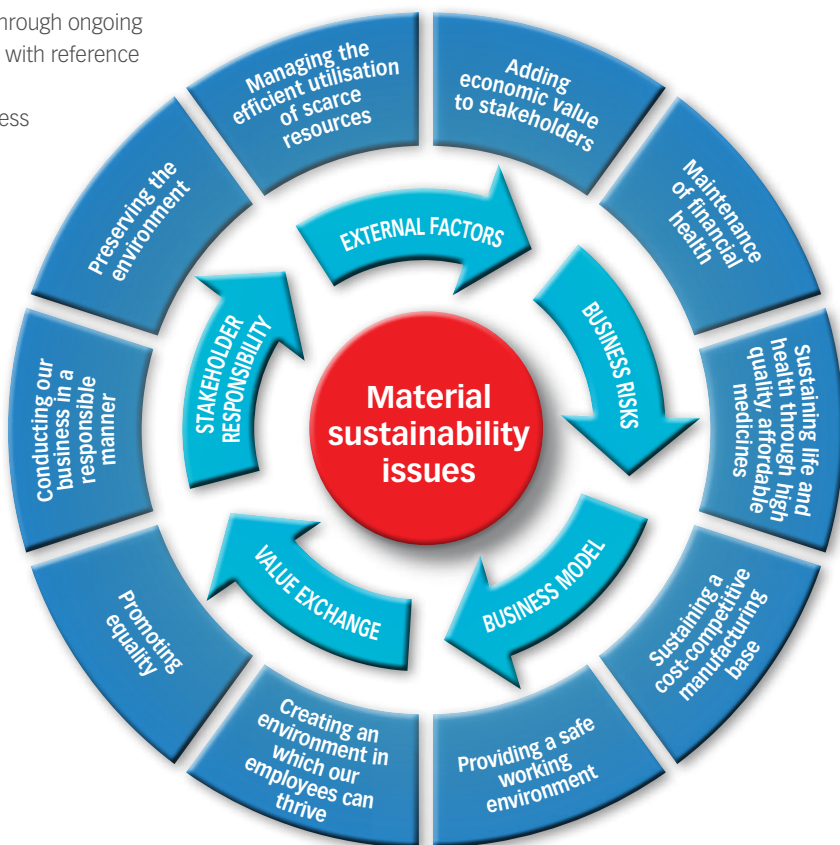 hrough ongoing
with reference
ess
Managing the
efficient utilisation
of scarce
resources
Adding
economic value
to stakeholders
Maintenance
of financial
health
Sustaining life and
health through high
quality, affordable
medicines
Sustaining a
cost-competitive
manufacturing
base
Providing a safe
working
environment
Creating an
environment in
which our
employees can
thrive
Promoting
equality
Conducting our
business in a
responsible
manner
Preserving the
environment
EXTERNAL FACTORS
BUSINESS RISKS
BUSINESS MODEL
VALUE EXCHANGE
STAKEHOLDER
RESPONSIBILITY
Material
sustainability
issues